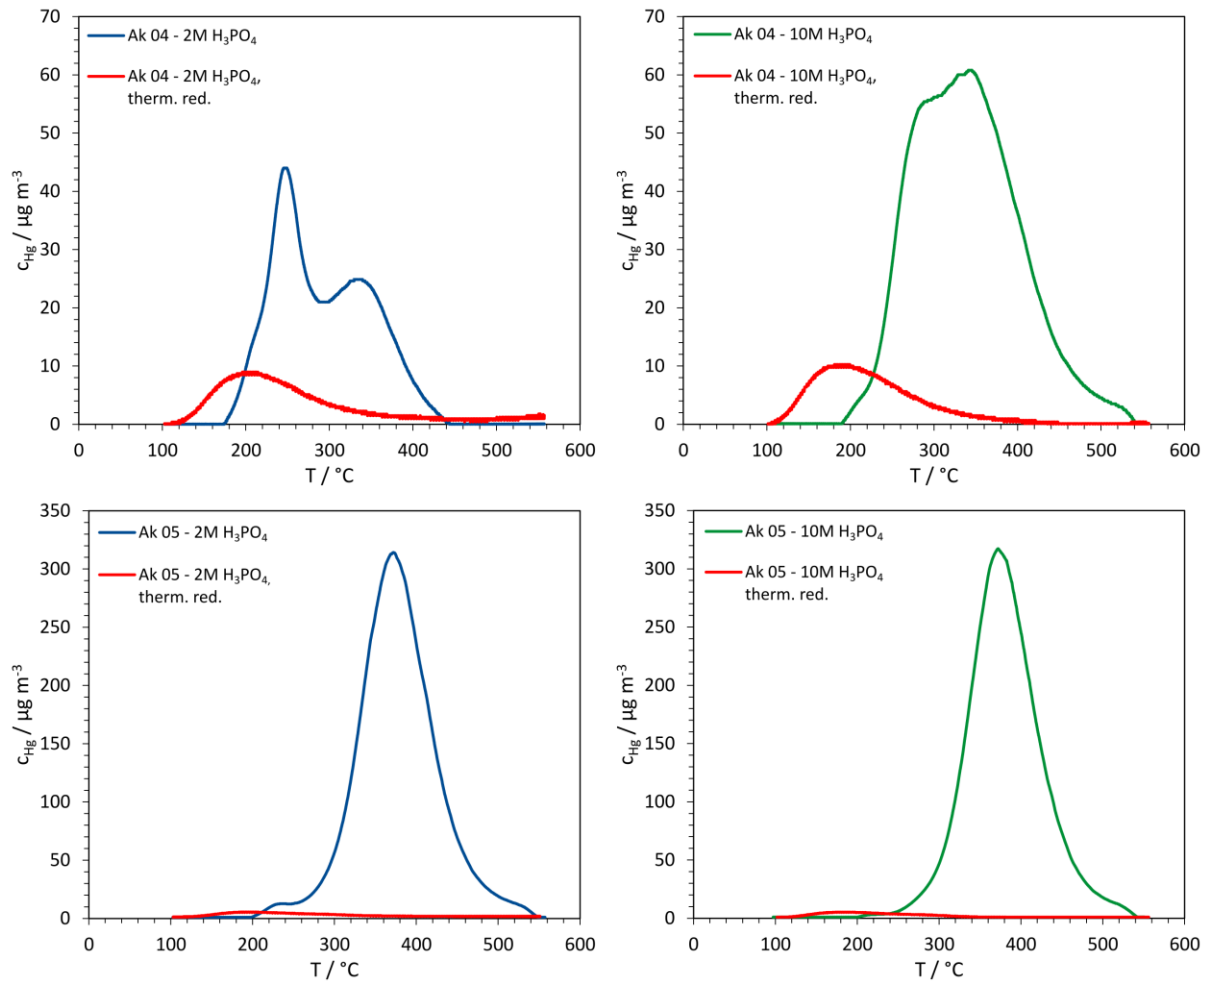 70
60
50
40
30
20
10
0
c_Hg / µg m⁻³
Ak 04 - 2M H₃PO₄
Ak 04 - 2M H₃PO₄,
therm. red.
0 100 200 300 400 500 600
T / °C
70
60
50
40
30
20
10
0
c_Hg / µg m⁻³
Ak 04 - 10M H₃PO₄
Ak 04 - 10M H₃PO₄,
therm. red.
0 100 200 300 400 500 600
T / °C
350
300
250
200
150
100
50
0
c_Hg / µg m⁻³
Ak 05 - 2M H₃PO₄
Ak 05 - 2M H₃PO₄,
therm. red.
0 100 200 300 400 500 600
T / °C
350
300
250
200
150
100
50
0
c_Hg / µg m⁻³
Ak 05 - 10M H₃PO₄
Ak 05 - 10M H₃PO₄
therm. red.
0 100 200 300 400 500 600
T / °C